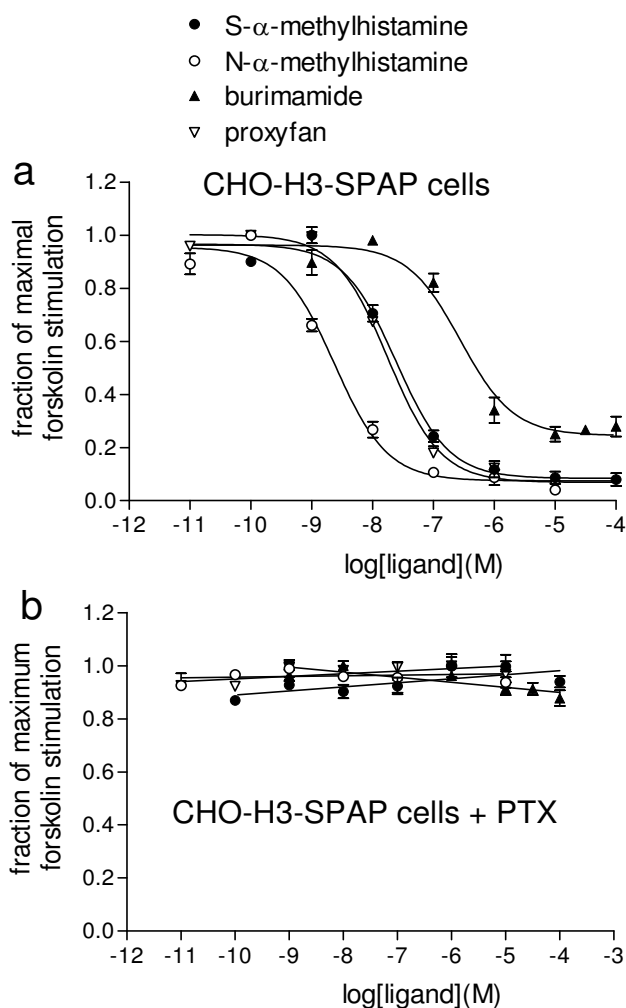 S-α-methylhistamine
N-α-methylhistamine
burimamide
proxyfan
a
CHO-H3-SPAP cells
fraction of maximal
forskolin stimulation
1.2
1.0
0.8
0.6
0.4
0.2
0.0
-12 -11 -10 -9 -8 -7 -6 -5 -4
log[ligand](M)
b
CHO-H3-SPAP cells + PTX
fraction of maximum
forskolin stimulation
1.2
1.0
0.8
0.6
0.4
0.2
0.0
-12 -11 -10 -9 -8 -7 -6 -5 -4 -3
log[ligand](M)